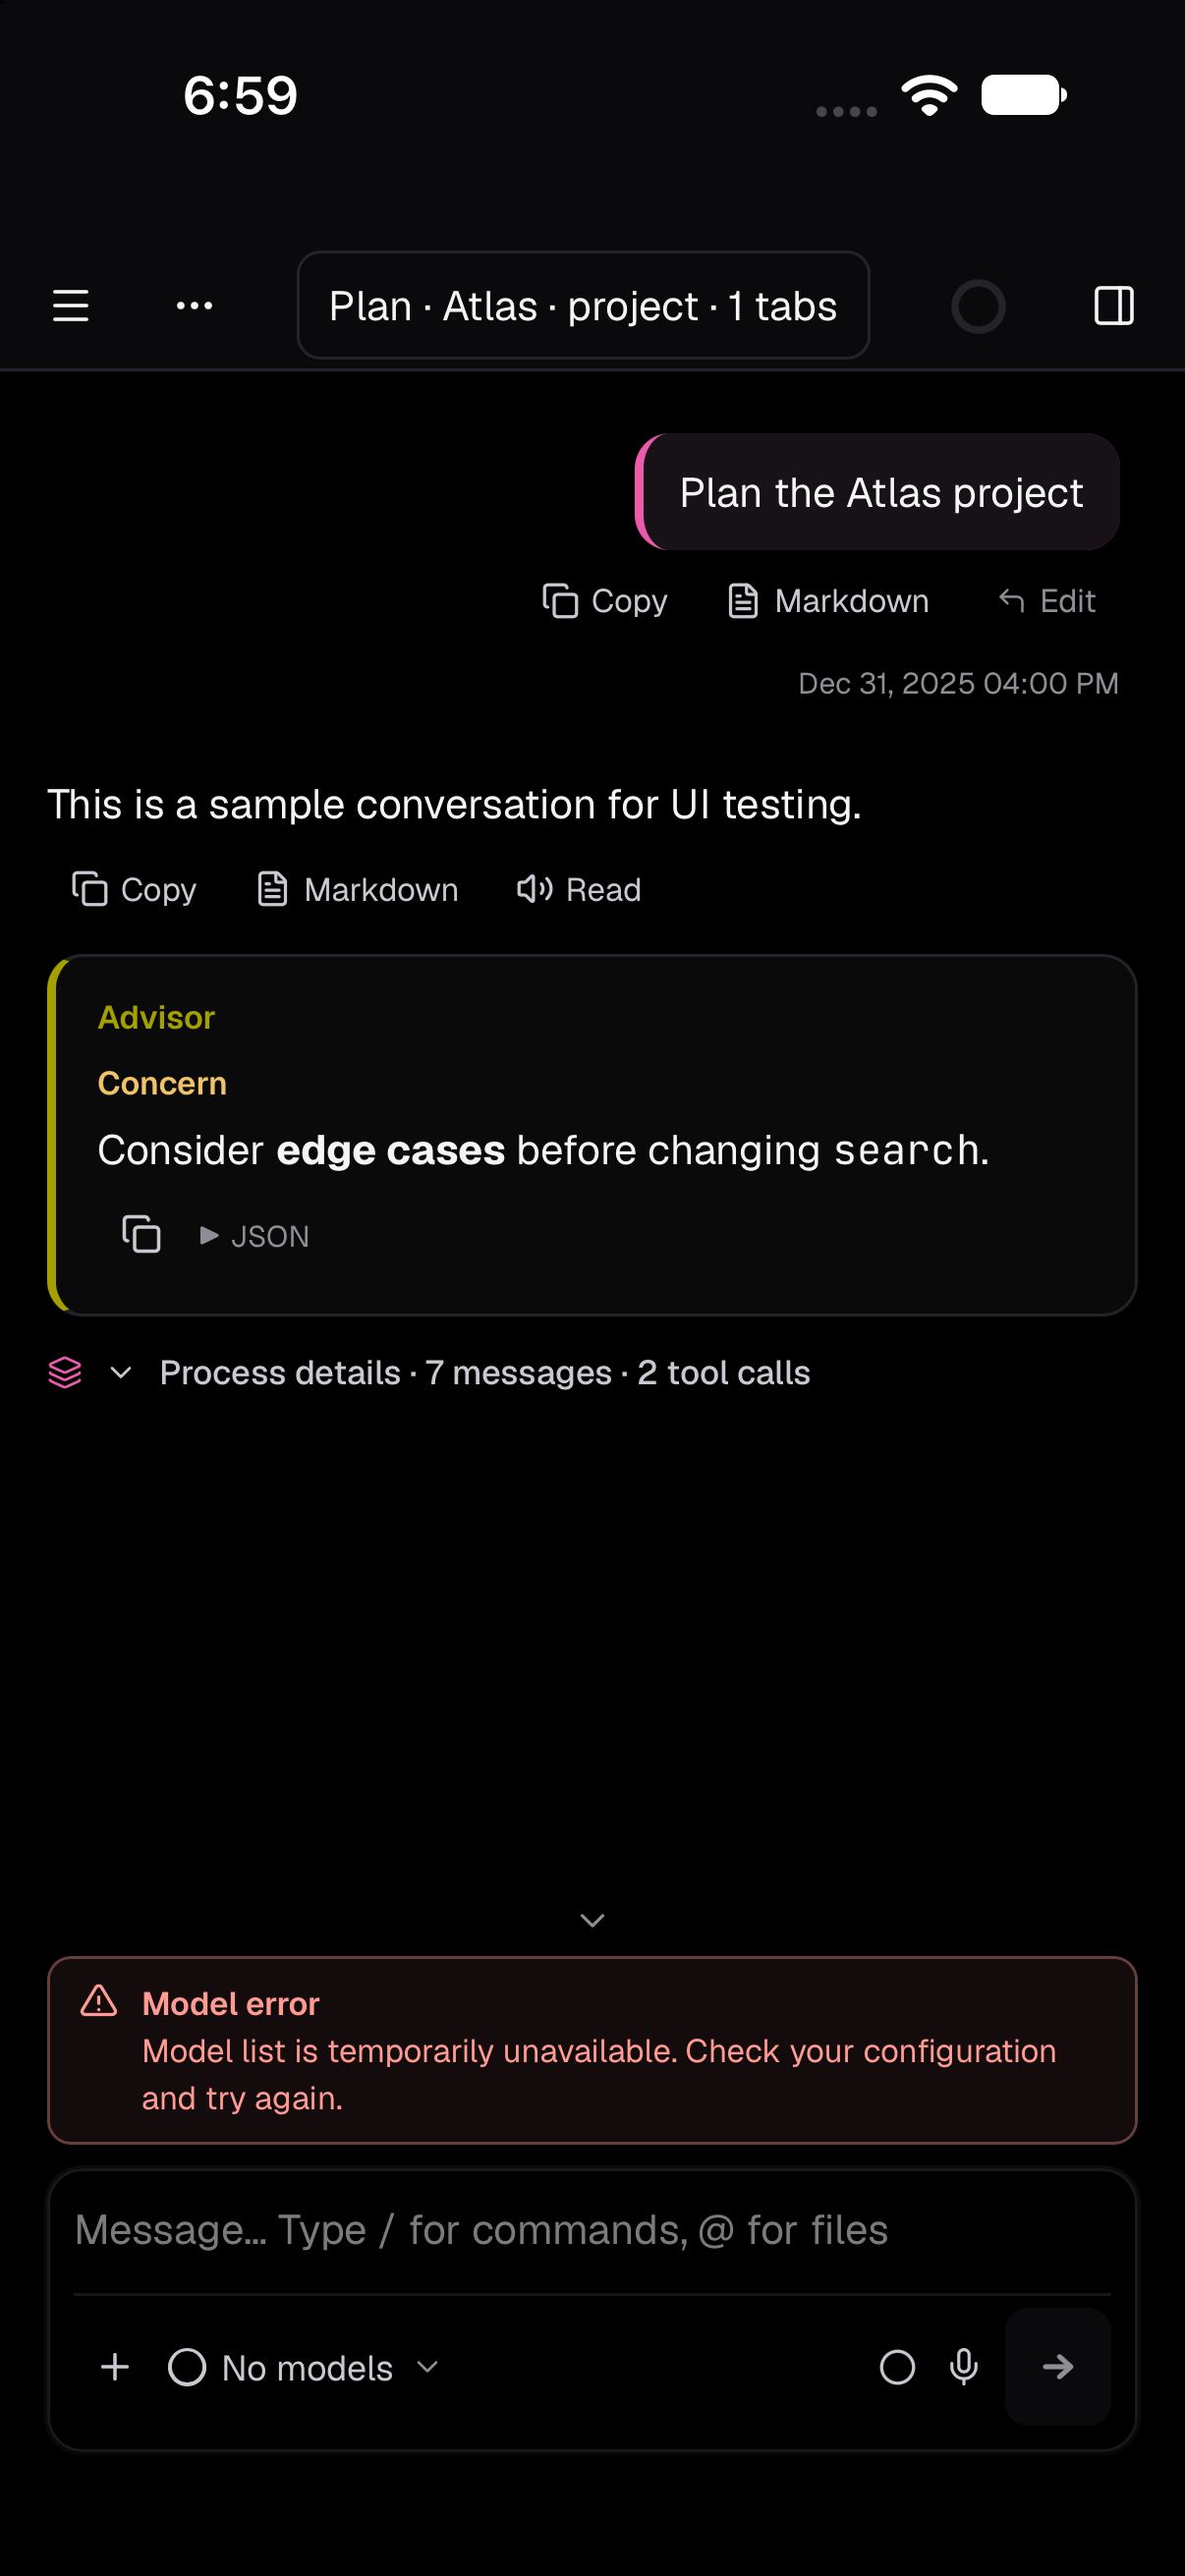 6:59
Plan · Atlas · project · 1 tabs
Plan the Atlas project
Copy Markdown Edit
Dec 31, 2025 04:00 PM
This is a sample conversation for UI testing.
Copy Markdown Read
Advisor
Concern
Consider edge cases before changing search.
JSON
Process details · 7 messages · 2 tool calls
Model error
Model list is temporarily unavailable. Check your configuration
and try again.
Message... Type / for commands, @ for files
No models